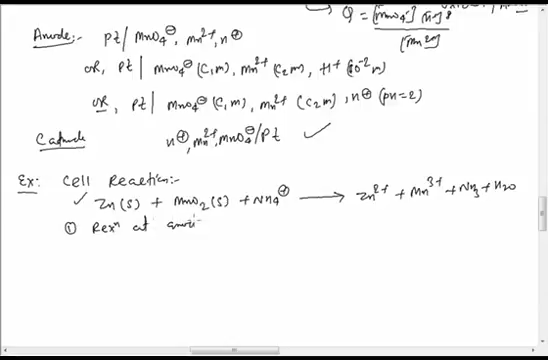 Q = [MnO4⁻] [H⁺]⁸
[Mn²⁺]
Anode:- Pt / MnO4⊖, Mn²⁺, H⊕
OR, Pt / MnO4⊖ (C1M), Mn²⁺ (C2M), H⁺ (10⁻²M)
OR, Pt / MnO4⊖ (C1M), Mn²⁺ (C2M), H⊕ (PH=2)
Cathode H⊕, Mn²⁺, MnO4⊖ / Pt ✓
Ex: Cell Reaction:-
✓ Zn(s) + MnO2(s) + NH4⊕ ⟶ Zn²⁺ + Mn³⁺ + NH3 + H2O
① Rexⁿ at